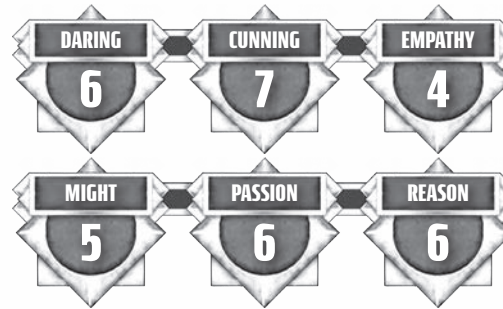 DARING CUNNING EMPATHY
6 7 4
MIGHT PASSION REASON
5 6 6